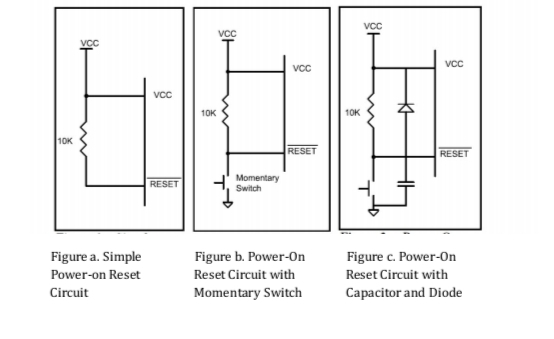 VCC
VCC
10K
RESET
VCC
VCC
10K
RESET
Momentary
Switch
VCC
VCC
10K
RESET
Figure a. Simple
Power-on Reset
Circuit
Figure b. Power-On
Reset Circuit with
Momentary Switch
Figure c. Power-On
Reset Circuit with
Capacitor and Diode